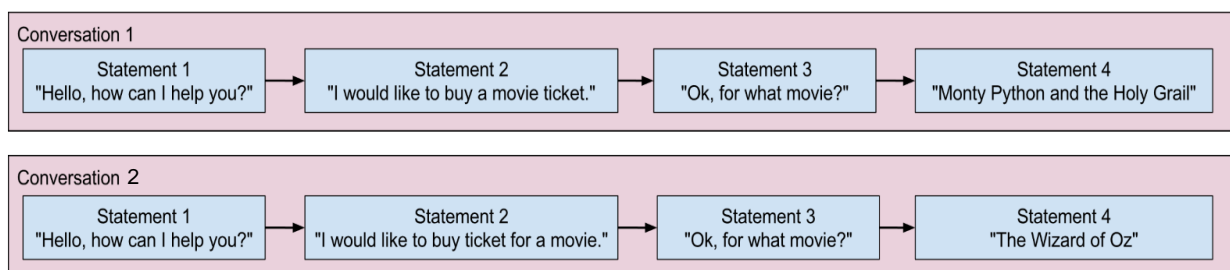 Conversation 1
Statement 1
"Hello, how can I help you?"
Statement 2
"I would like to buy a movie ticket."
Statement 3
"Ok, for what movie?"
Statement 4
"Monty Python and the Holy Grail"
Conversation 2
Statement 1
"Hello, how can I help you?"
Statement 2
"I would like to buy ticket for a movie."
Statement 3
"Ok, for what movie?"
Statement 4
"The Wizard of Oz"